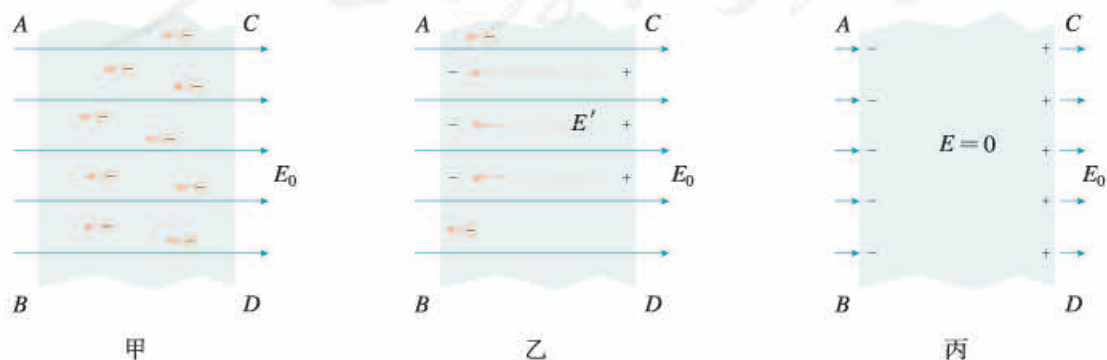 A C A C A C
− − + − +
− − +
− − E′ + − E = 0 +
− E₀ − + E₀ − + E₀
− − − +
B D B D B D
甲 乙 丙